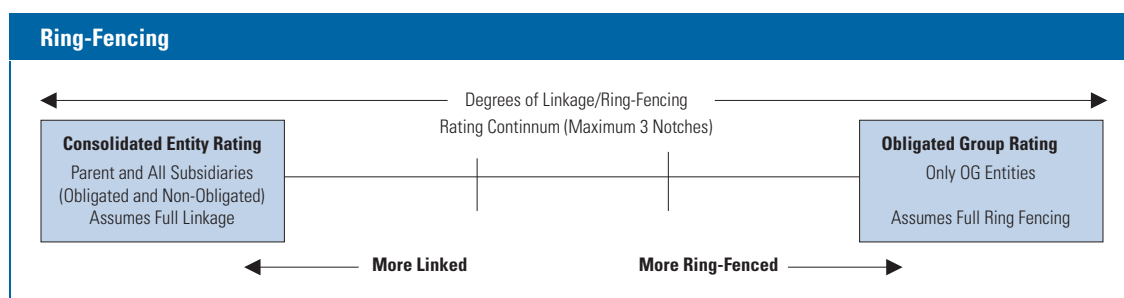 Ring-Fencing
Degrees of Linkage/Ring-Fencing
Rating Continnum (Maximum 3 Notches)
Consolidated Entity Rating
Parent and All Subsidiaries
(Obligated and Non-Obligated)
Assumes Full Linkage
Obligated Group Rating
Only OG Entities
Assumes Full Ring Fencing
More Linked
More Ring-Fenced